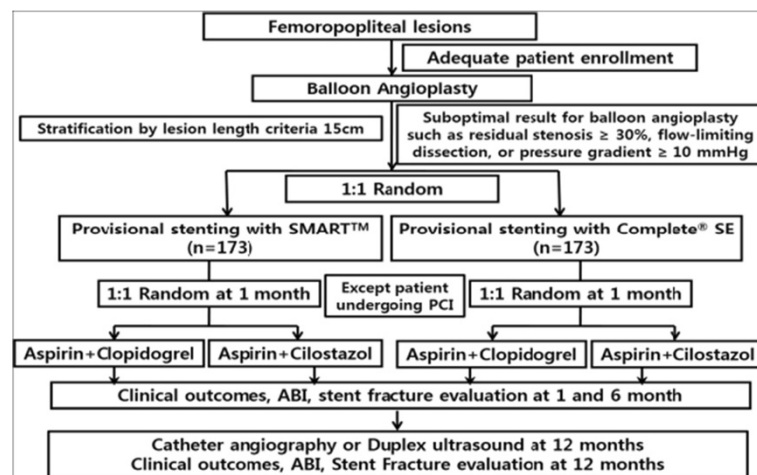 Femoropopliteal lesions
Adequate patient enrollment
Balloon Angioplasty
Stratification by lesion length criteria 15cm
Suboptimal result for balloon angioplasty
such as residual stenosis ≥ 30%, flow-limiting
dissection, or pressure gradient ≥ 10 mmHg
1:1 Random
Provisional stenting with SMART™
(n=173)
Provisional stenting with Complete® SE
(n=173)
1:1 Random at 1 month
Except patient
undergoing PCI
1:1 Random at 1 month
Aspirin+Clopidogrel
Aspirin+Cilostazol
Aspirin+Clopidogrel
Aspirin+Cilostazol
Clinical outcomes, ABI, stent fracture evaluation at 1 and 6 month
Catheter angiography or Duplex ultrasound at 12 months
Clinical outcomes, ABI, Stent Fracture evaluation at 12 months